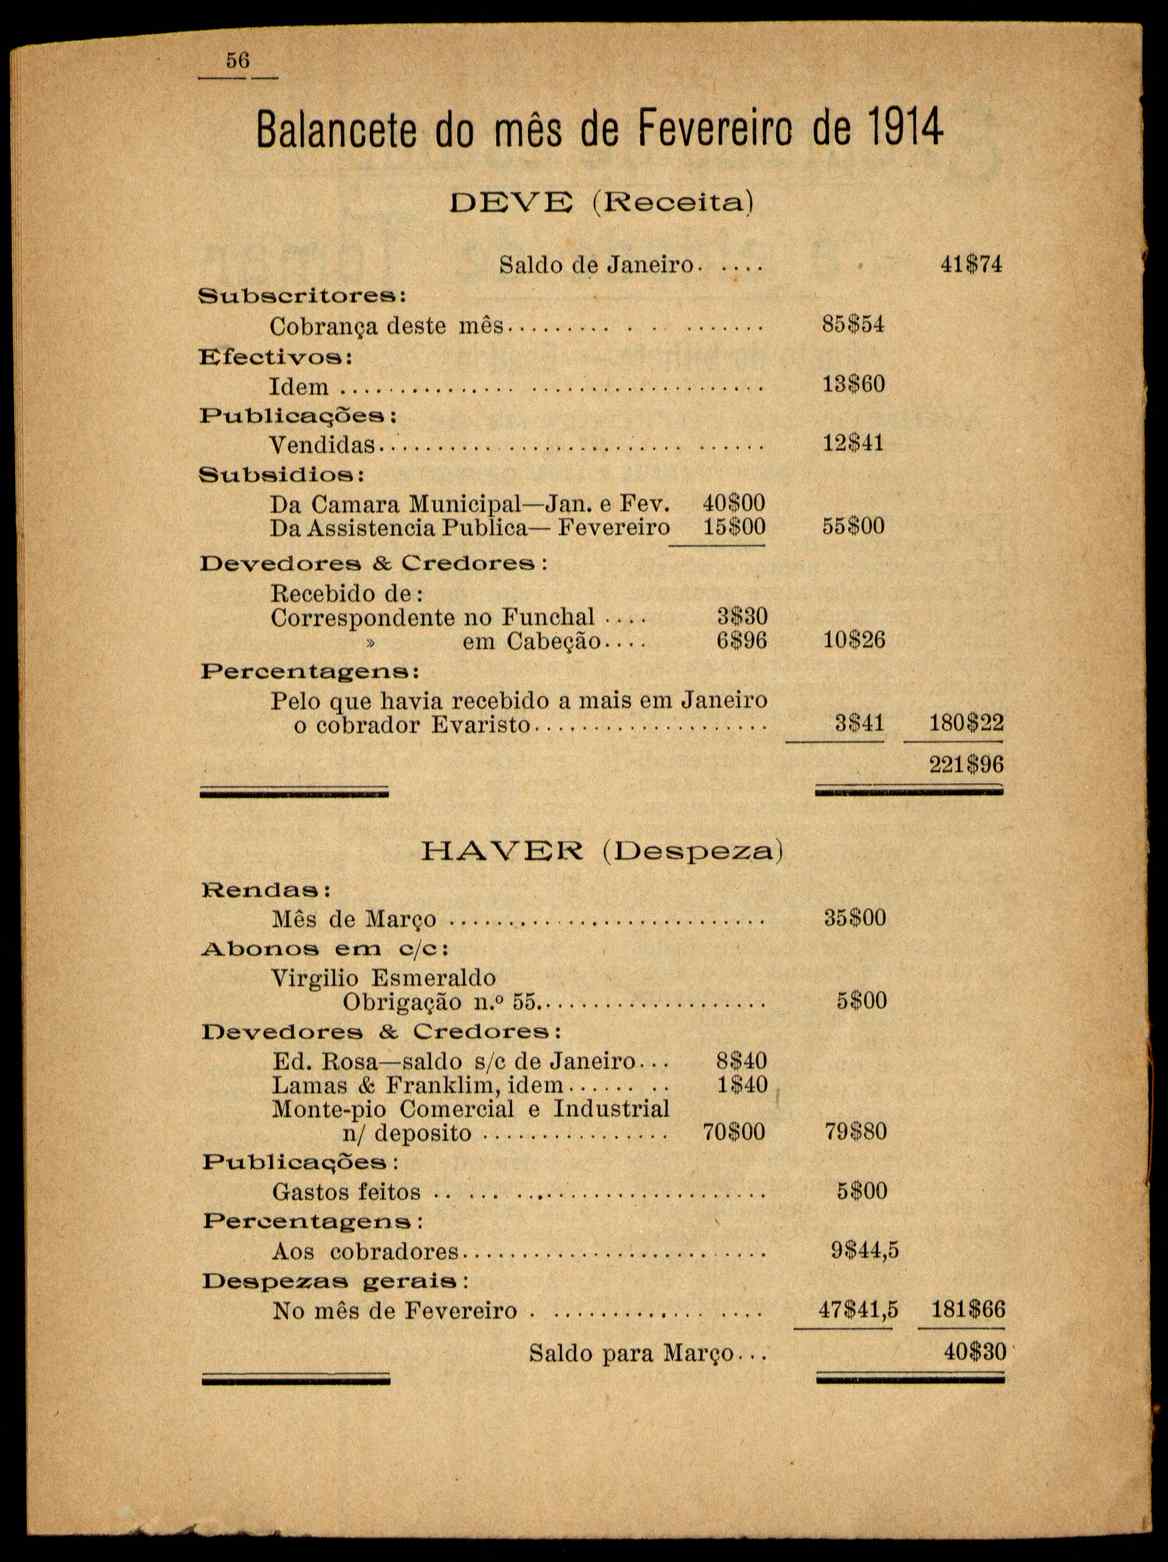 56
Balancete do mês de Fevereiro de 1914
DEVE (Receita)
Saldo de Janeiro. .... 41$74
Subscritores:
Cobrança deste mês......... . . ....... 85$54
Efectivos:
Idem ............... .................... 13$60
Publicações:
Vendidas.......... ................ ...... 12$41
Subsidios:
Da Camara Municipal—Jan. e Fev. 40$00
Da Assistencia Publica— Fevereiro 15$00 55$00
Devedores & Credores:
Recebido de:
Correspondente no Funchal .... 3$30
» em Cabeção.... 6$96 10$26
Percentagens:
Pelo que havia recebido a mais em Janeiro
o cobrador Evaristo.................... 3$41 180$22
221$96
HAVER (Despeza)
Rendas:
Mês de Março ........................... 35$00
Abonos em c/c:
Virgilio Esmeraldo
Obrigação n.º 55.................... 5$00
Devedores & Credores:
Ed. Rosa—saldo s/c de Janeiro... 8$40
Lamas & Franklim, idem...... .. 1$40
Monte-pio Comercial e Industrial
n/ deposito ................ 70$00 79$80
Publicações:
Gastos feitos .. ... ...................... 5$00
Percentagens:
Aos cobradores.......................... 9$44,5
Despezas gerais:
No mês de Fevereiro . ............. .... 47$41,5 181$66
Saldo para Março... 40$30